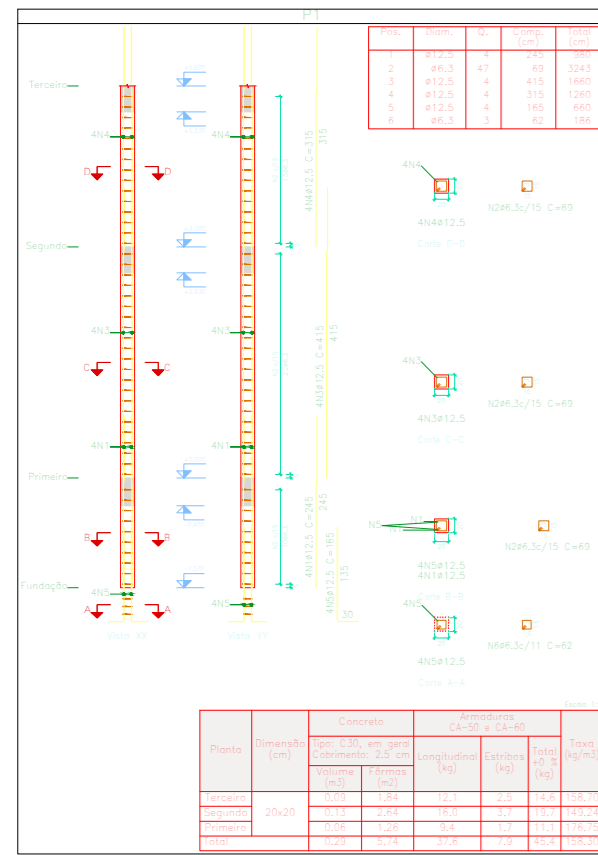 P1
Pos. Diam. Q. Comp. (cm) Total (cm)
1 ø12.5 4 245 980
2 ø6.3 47 69 3243
3 ø12.5 4 415 1660
4 ø12.5 4 315 1260
5 ø12.5 4 165 660
6 ø6.3 3 62 186
Terceiro
4N4
4N4
D D
4N4ø12.5 C=315
315
4N4
4N4ø12.5
N2ø6.3c/15 C=69
Corte D-D
Segundo
4N3
4N3
C C
4N3ø12.5 C=415
415
4N3
4N3ø12.5
N2ø6.3c/15 C=69
Corte C-C
4N1
4N1
Primeiro
B B
4N1ø12.5 C=245
245
N5
N1
4N5ø12.5
4N1ø12.5
N2ø6.3c/15 C=69
Corte B-B
Fundação
4N5
4N5
A A
4N5ø12.5 C=165
135
30
4N5
4N5ø12.5
N6ø6.3c/11 C=62
Corte A-A
Vista XX
Vista YY
Planta
Dimensão (cm)
Concreto
Tipo: C30, em geral
Cobrimento: 2.5 cm
Volume (m3)
Fôrmas (m2)
Armaduras
CA-50 e CA-60
Longitudinal (kg)
Estribos (kg)
Total +0 % (kg)
Taxa (kg/m3)
Terceiro 20x20 0.09 1.84 12.1 2.5 14.6 158.70
Segundo 0.13 2.64 16.0 3.7 19.7 149.24
Primeiro 0.06 1.26 9.4 1.7 11.1 176.75
Total 0.29 5.74 37.6 7.9 45.4 158.30